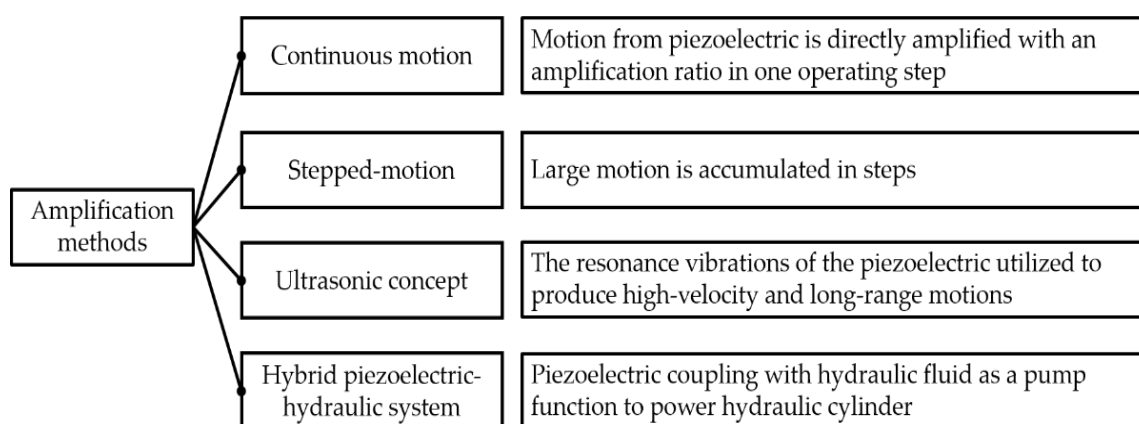 Amplification
methods
Continuous motion
Motion from piezoelectric is directly amplified with an
amplification ratio in one operating step
Stepped-motion
Large motion is accumulated in steps
Ultrasonic concept
The resonance vibrations of the piezoelectric utilized to
produce high-velocity and long-range motions
Hybrid piezoelectric-
hydraulic system
Piezoelectric coupling with hydraulic fluid as a pump
function to power hydraulic cylinder